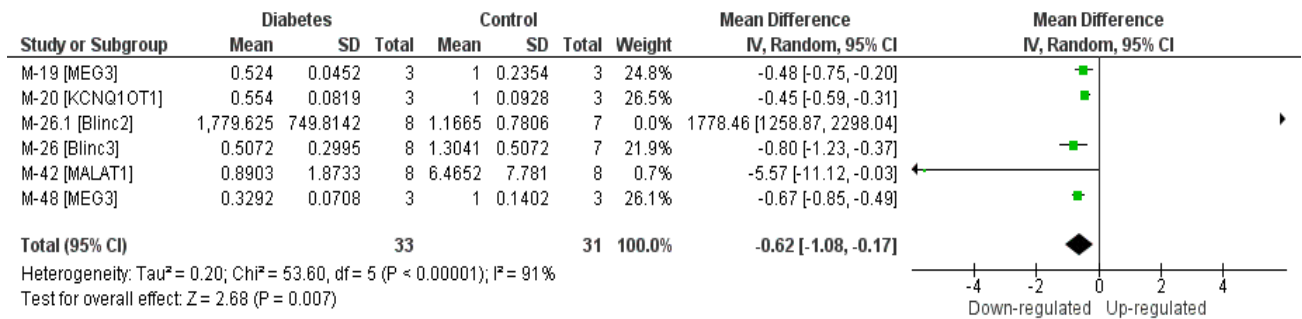 Diabetes Control Mean Difference Mean Difference
Study or Subgroup Mean SD Total Mean SD Total Weight IV, Random, 95% CI IV, Random, 95% CI
M-19 [MEG3] 0.524 0.0452 3 1 0.2354 3 24.8% -0.48 [-0.75, -0.20]
M-20 [KCNQ1OT1] 0.554 0.0819 3 1 0.0928 3 26.5% -0.45 [-0.59, -0.31]
M-26.1 [Blinc2] 1,779.625 749.8142 8 1.1665 0.7806 7 0.0% 1778.46 [1258.87, 2298.04]
M-26 [Blinc3] 0.5072 0.2995 8 1.3041 0.5072 7 21.9% -0.80 [-1.23, -0.37]
M-42 [MALAT1] 0.8903 1.8733 8 6.4652 7.781 8 0.7% -5.57 [-11.12, -0.03]
M-48 [MEG3] 0.3292 0.0708 3 1 0.1402 3 26.1% -0.67 [-0.85, -0.49]
Total (95% CI) 33 31 100.0% -0.62 [-1.08, -0.17]
Heterogeneity: Tau² = 0.20; Chi² = 53.60, df = 5 (P < 0.00001); I² = 91%
Test for overall effect: Z = 2.68 (P = 0.007)
-4 -2 0 2 4
Down-regulated Up-regulated